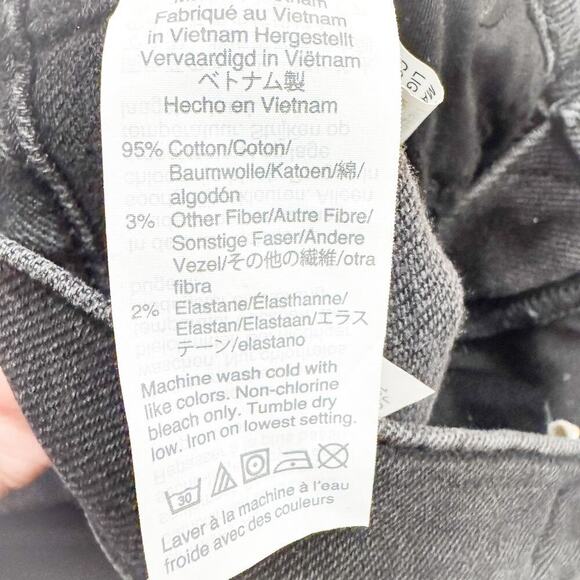 Fabriqué au Vietnam
in Vietnam Hergestellt
Vervaardigd in Viëtnam
ベトナム製
Hecho en Vietnam
95% Cotton/Coton/
Baumwolle/Katoen/綿/
algodón
3% Other Fiber/Autre Fibre/
Sonstige Faser/Andere
Vezel/その他の繊維/otra
fibra
2% Elastane/Élasthanne/
Elastan/Elastaan/エラス
テーン/elastano
Machine wash cold with
like colors. Non-chlorine
bleach only. Tumble dry
low. Iron on lowest setting.
30
Laver à la machine à l'eau
froide avec des couleurs